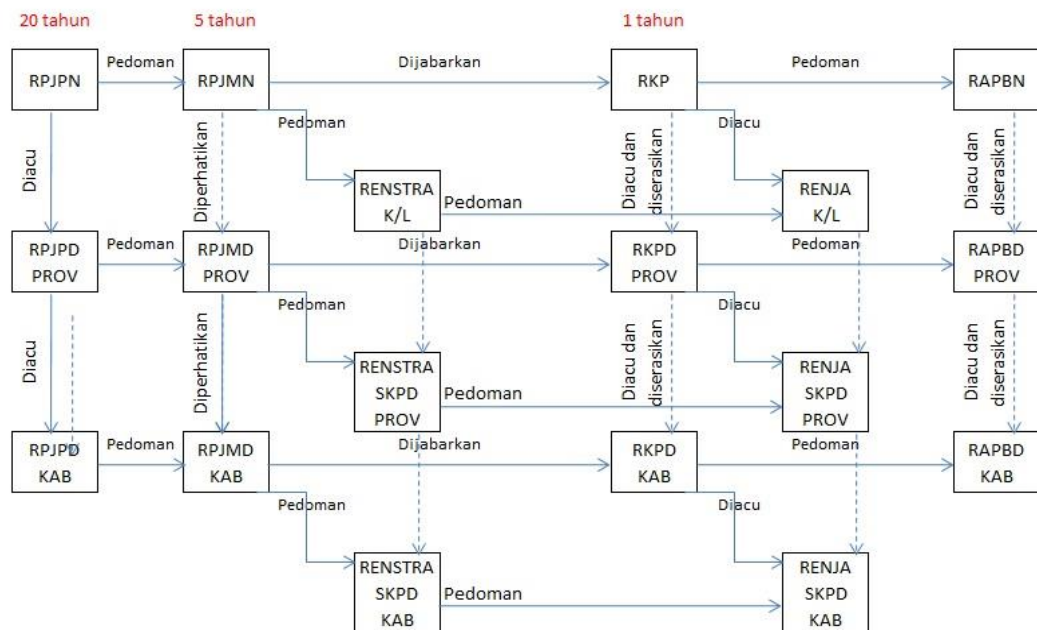 20 tahun
5 tahun
1 tahun
RPJPN
Pedoman
RPJMN
Dijabarkan
RKP
Pedoman
RAPBN
Diacu
Diperhatikan
Pedoman
Diacu dan
diserasikan
Diacu
Diacu dan
diserasikan
RENSTRA
K/L
Pedoman
RENJA
K/L
RPJPD
PROV
Pedoman
RPJMD
PROV
Dijabarkan
RKPD
PROV
Pedoman
RAPBD
PROV
Diacu
Diperhatikan
Pedoman
Diacu dan
diserasikan
Diacu
Diacu dan
diserasikan
RENSTRA
SKPD
PROV
Pedoman
RENJA
SKPD
PROV
RPJPD
KAB
Pedoman
RPJMD
KAB
Dijabarkan
RKPD
KAB
Pedoman
RAPBD
KAB
Pedoman
Diacu
RENSTRA
SKPD
KAB
Pedoman
RENJA
SKPD
KAB